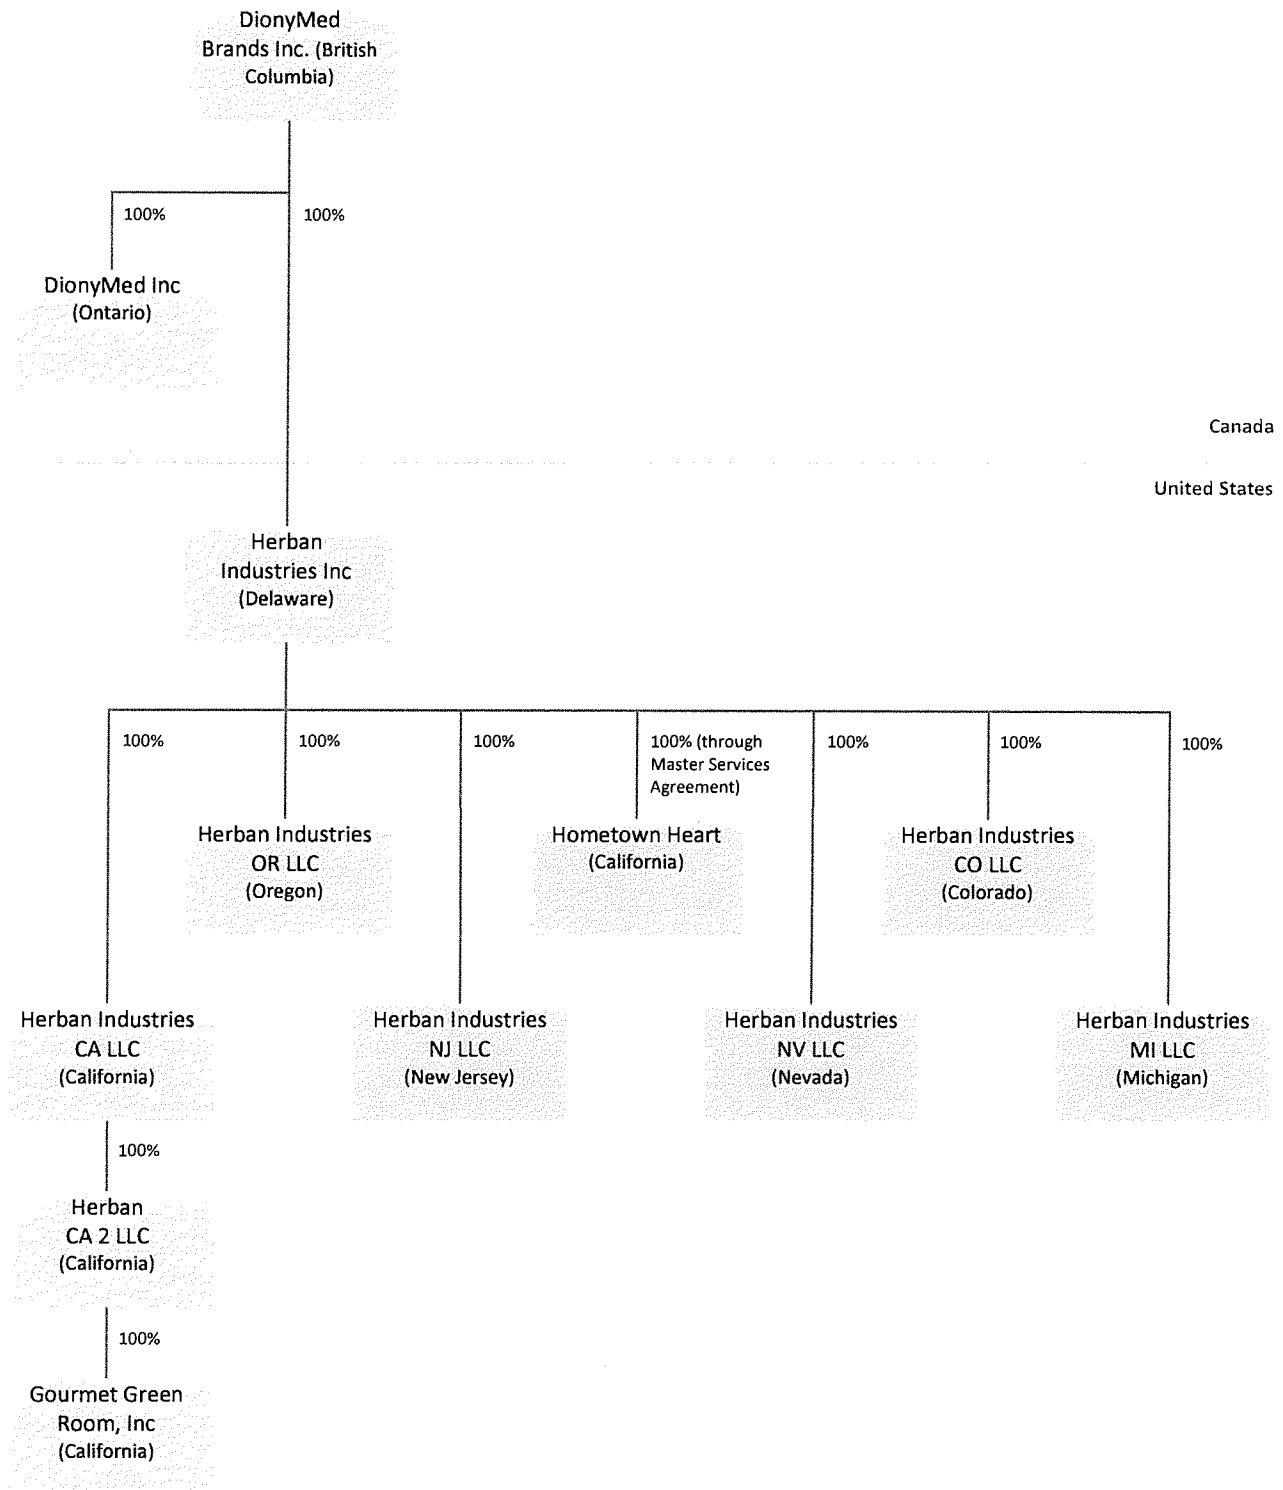 DionyMed
Brands Inc. (British
Columbia)
100%
100%
DionyMed Inc
(Ontario)
Canada
United States
Herban
Industries Inc
(Delaware)
100%
100%
100%
100% (through
Master Services
Agreement)
100%
100%
100%
Herban Industries
OR LLC
(Oregon)
Hometown Heart
(California)
Herban Industries
CO LLC
(Colorado)
Herban Industries
CA LLC
(California)
Herban Industries
NJ LLC
(New Jersey)
Herban Industries
NV LLC
(Nevada)
Herban Industries
MI LLC
(Michigan)
100%
Herban
CA 2 LLC
(California)
100%
Gourmet Green
Room, Inc
(California)